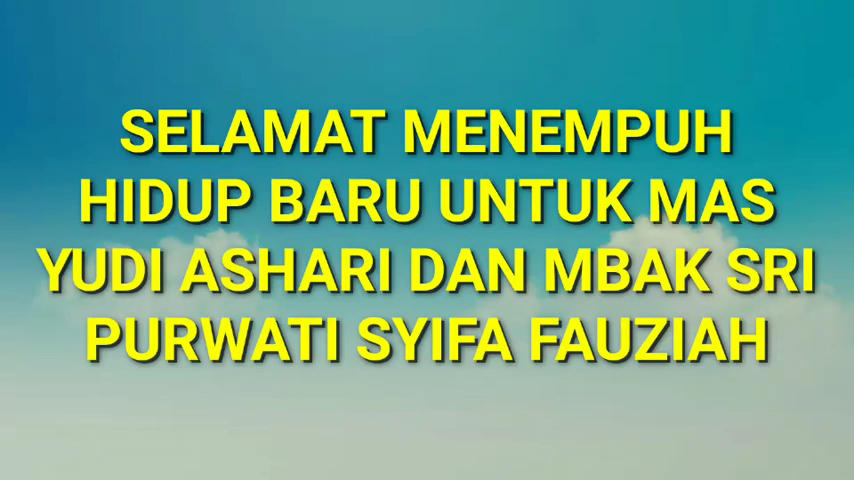 SELAMAT MENEMPUH
HIDUP BARU UNTUK MAS
YUDI ASHARI DAN MBAK SRI
PURWATI SYIFA FAUZIAH